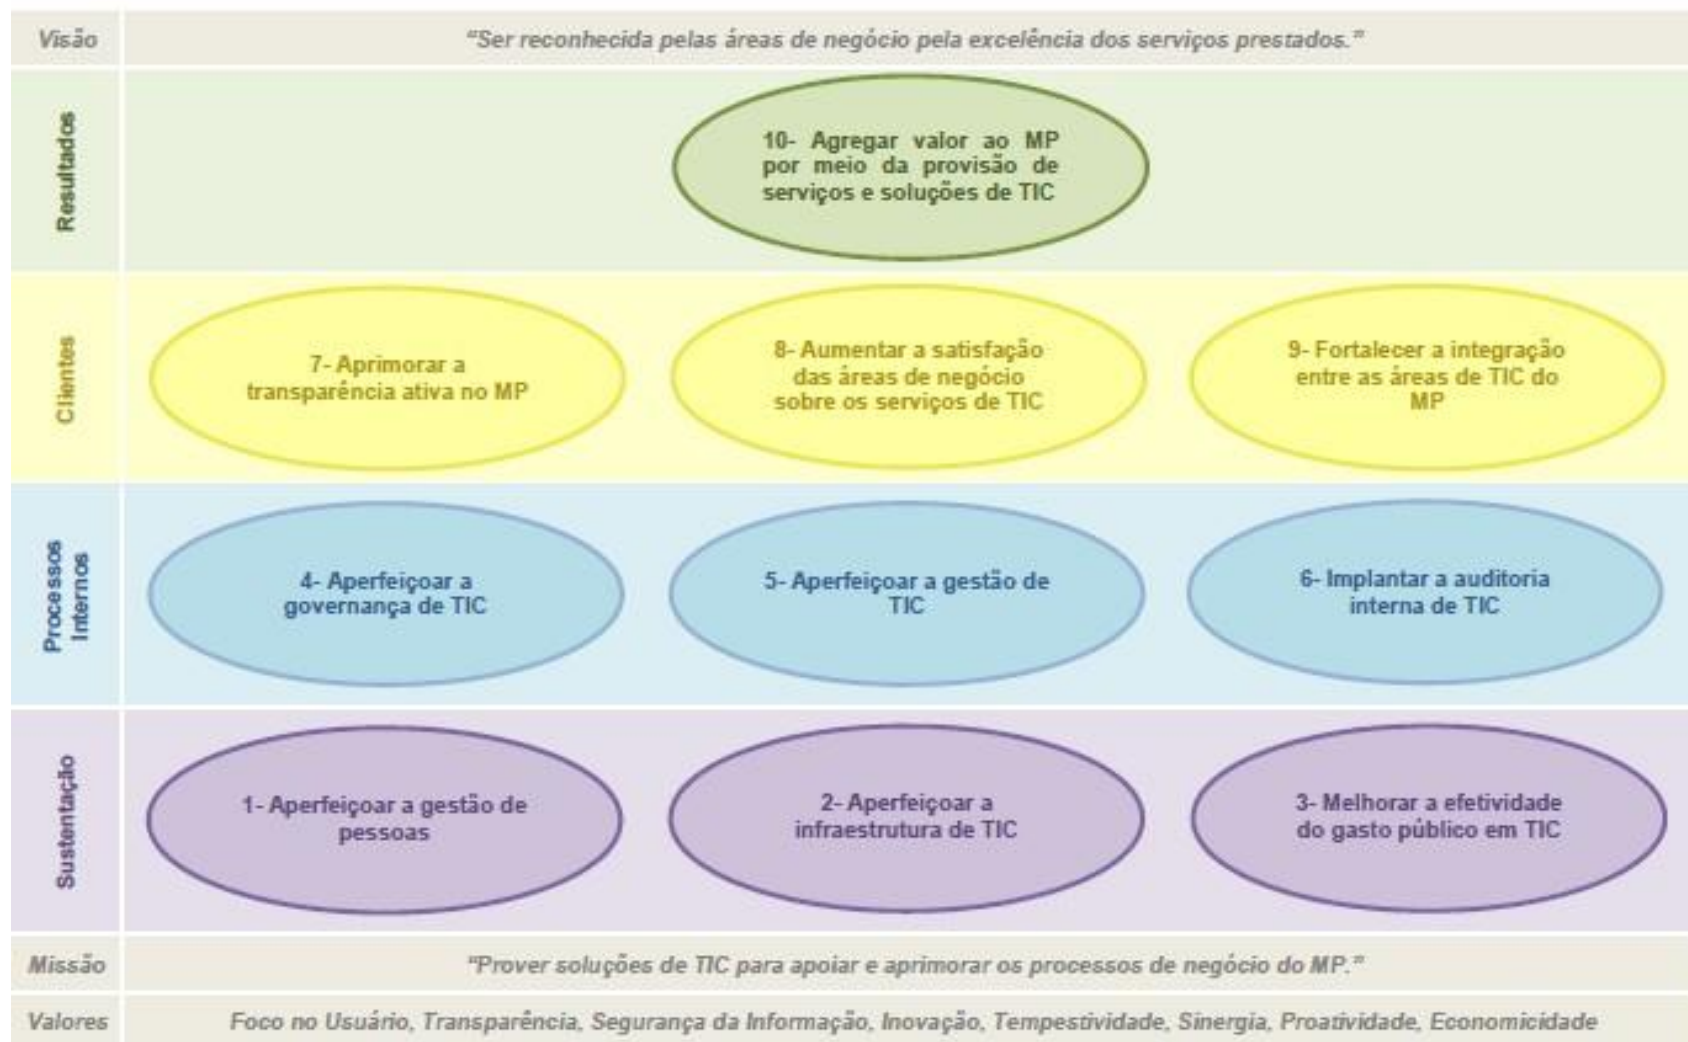 Visão
"Ser reconhecida pelas áreas de negócio pela excelência dos serviços prestados."
Resultados
10- Agregar valor ao MP
por meio da provisão de
serviços e soluções de TIC
Clientes
7- Aprimorar a
transparência ativa no MP
8- Aumentar a satisfação
das áreas de negócio
sobre os serviços de TIC
9- Fortalecer a integração
entre as áreas de TIC do
MP
Processos
Internos
4- Aperfeiçoar a
governança de TIC
5- Aperfeiçoar a gestão de
TIC
6- Implantar a auditoria
interna de TIC
Sustentação
1- Aperfeiçoar a gestão de
pessoas
2- Aperfeiçoar a
infraestrutura de TIC
3- Melhorar a efetividade
do gasto público em TIC
Missão
"Prover soluções de TIC para apoiar e aprimorar os processos de negócio do MP."
Valores
Foco no Usuário, Transparência, Segurança da Informação, Inovação, Tempestividade, Sinergia, Proatividade, Economicidade